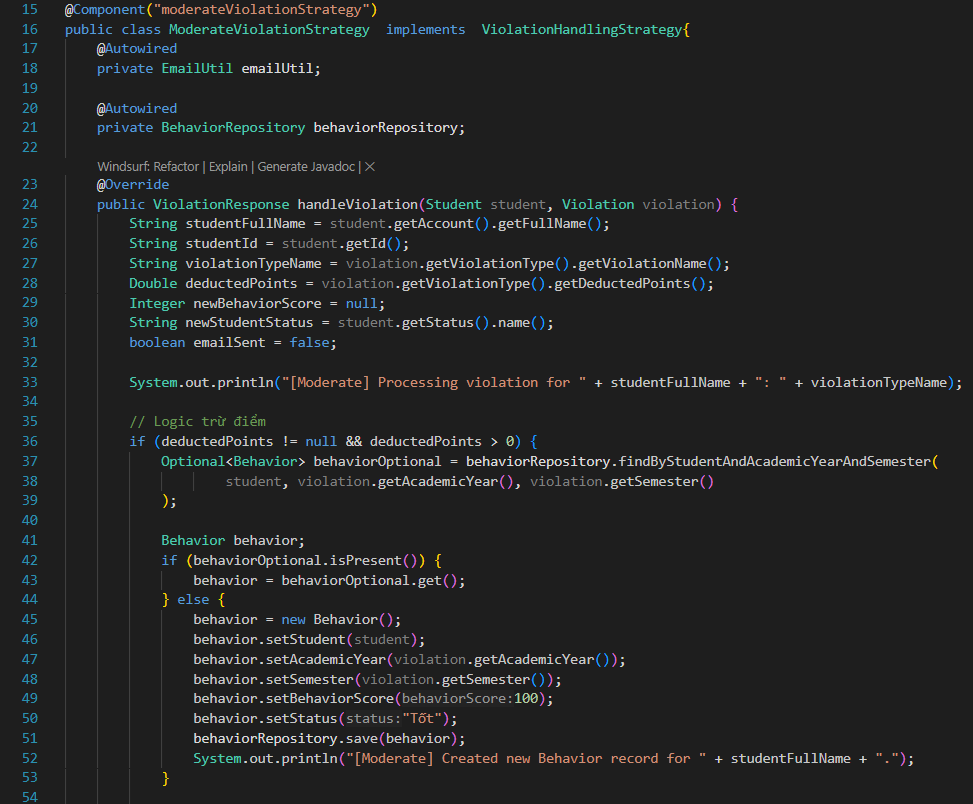 15 @Component("moderateViolationStrategy")
16 public class ModerateViolationStrategy  implements  ViolationHandlingStrategy{
17     @Autowired
18     private EmailUtil emailUtil;
19
20     @Autowired
21     private BehaviorRepository behaviorRepository;
22
Windsurf: Refactor | Explain | Generate Javadoc | ×
23     @Override
24     public ViolationResponse handleViolation(Student student, Violation violation) {
25         String studentFullName = student.getAccount().getFullName();
26         String studentId = student.getId();
27         String violationTypeName = violation.getViolationType().getViolationName();
28         Double deductedPoints = violation.getViolationType().getDeductedPoints();
29         Integer newBehaviorScore = null;
30         String newStudentStatus = student.getStatus().name();
31         boolean emailSent = false;
32
33         System.out.println("[Moderate] Processing violation for " + studentFullName + ": " + violationTypeName);
34
35         // Logic trừ điểm
36         if (deductedPoints != null && deductedPoints > 0) {
37             Optional<Behavior> behaviorOptional = behaviorRepository.findByStudentAndAcademicYearAndSemester(
38                     student, violation.getAcademicYear(), violation.getSemester()
39             );
40
41             Behavior behavior;
42             if (behaviorOptional.isPresent()) {
43                 behavior = behaviorOptional.get();
44             } else {
45                 behavior = new Behavior();
46                 behavior.setStudent(student);
47                 behavior.setAcademicYear(violation.getAcademicYear());
48                 behavior.setSemester(violation.getSemester());
49                 behavior.setBehaviorScore(behaviorScore:100);
50                 behavior.setStatus(status:"Tốt");
51                 behaviorRepository.save(behavior);
52                 System.out.println("[Moderate] Created new Behavior record for " + studentFullName + ".");
53             }
54